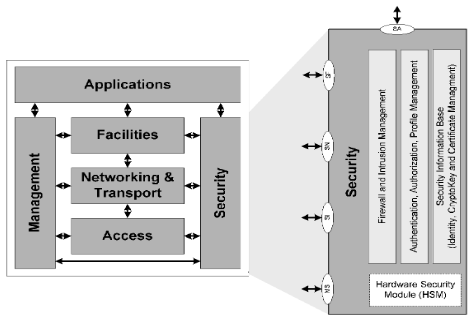 Applications
Management
Facilities
Networking &
Transport
Access
Security
SA
SF
SN
SI
MS
Security
Firewall and Intrusion Management
Authentication, Authorization, Profile Management
Security Information Base
(Identity, CryptoKey and Certificate Managment)
Hardware Security
Module (HSM)